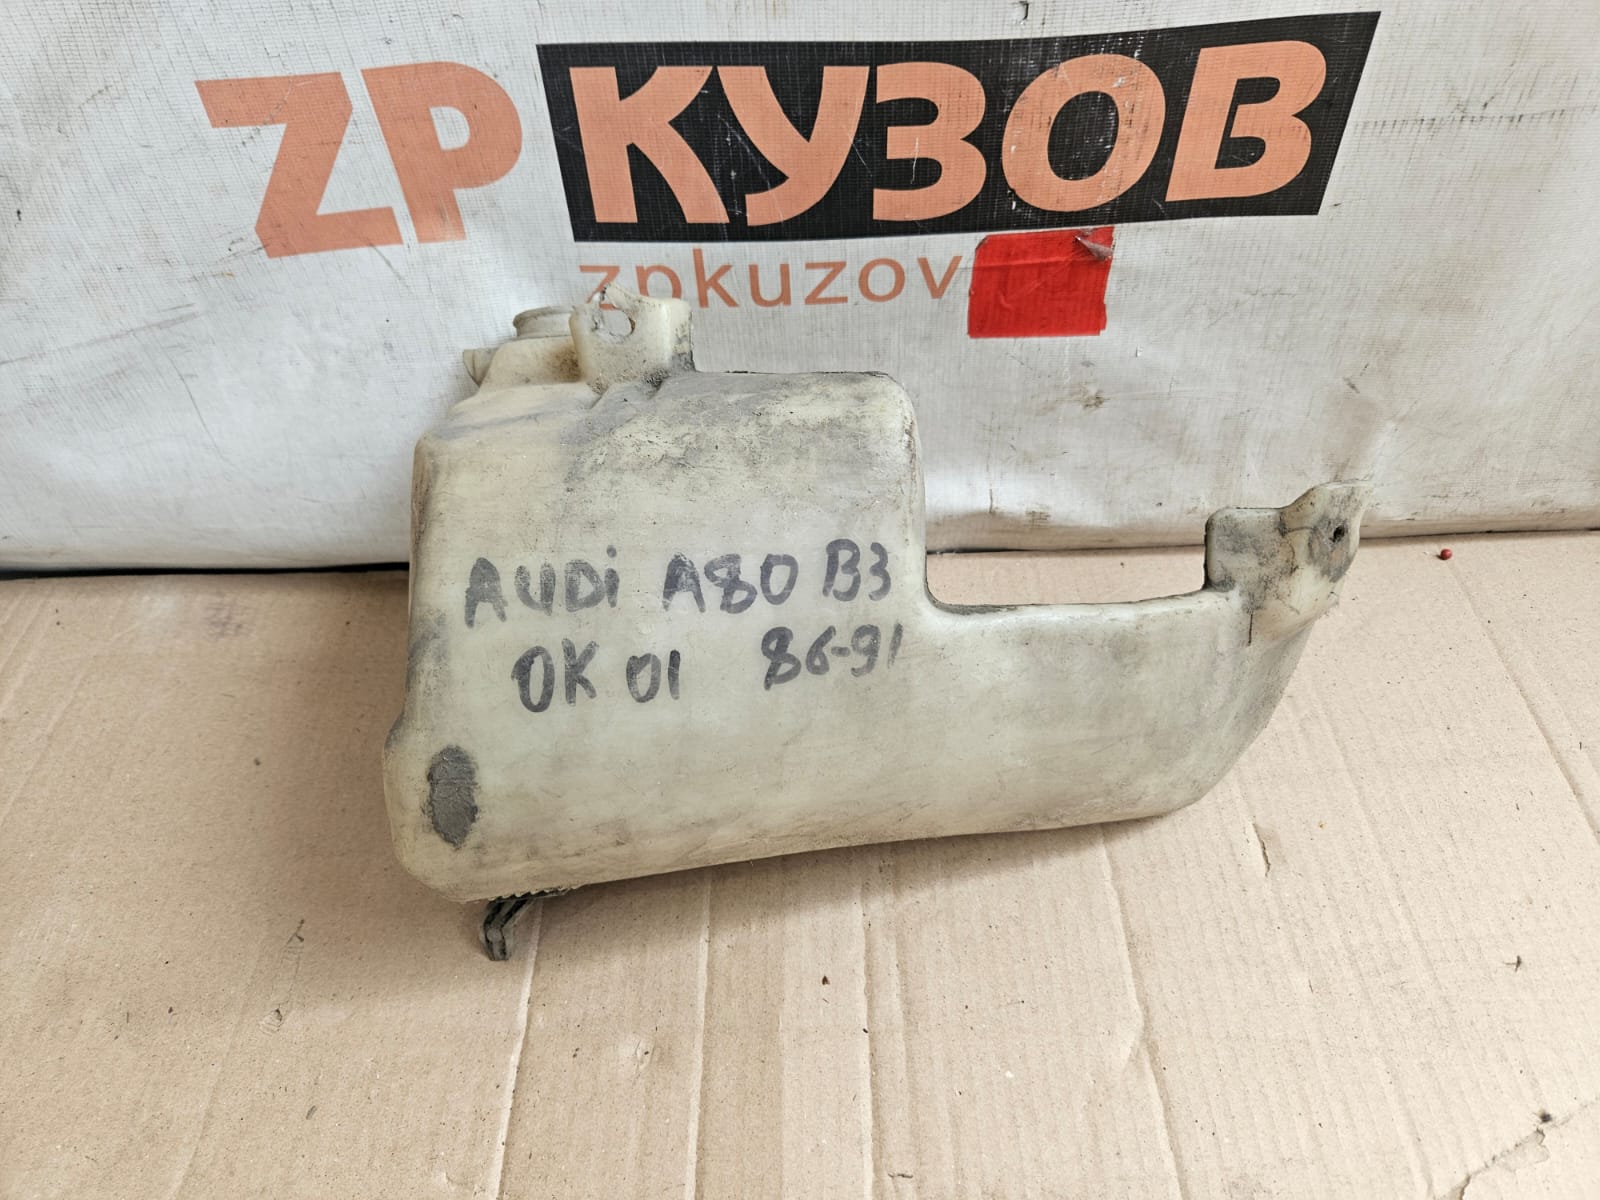 ZP КУЗОВ
zpkuzov
AUDi A80 B3
OK 01 86-91